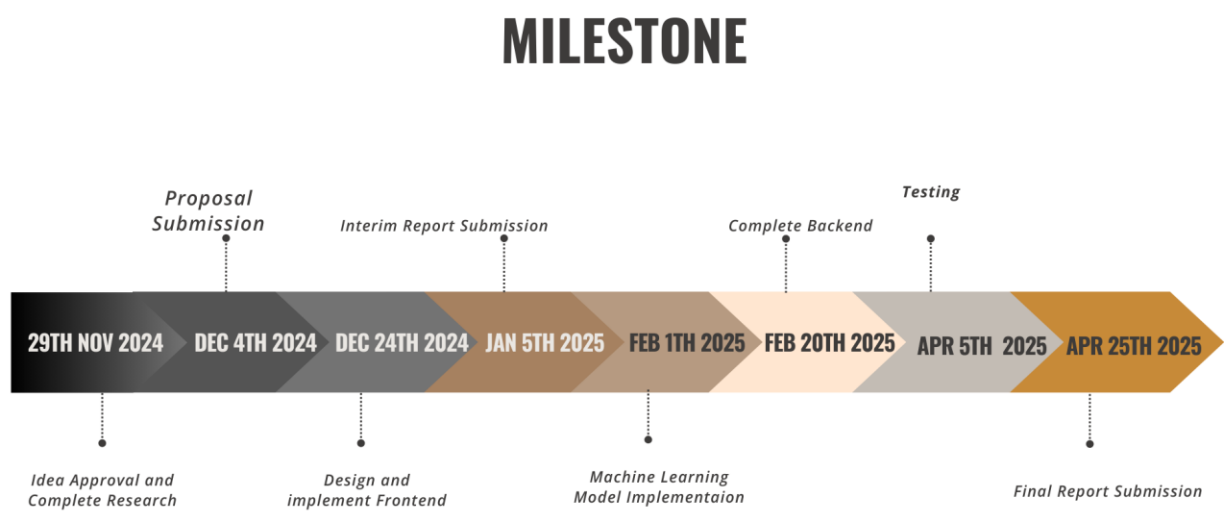 MILESTONE
Proposal
Submission
Interim Report Submission
Complete Backend
Testing
29TH NOV 2024
DEC 4TH 2024
DEC 24TH 2024
JAN 5TH 2025
FEB 1TH 2025
FEB 20TH 2025
APR 5TH 2025
APR 25TH 2025
Idea Approval and
Complete Research
Design and
implement Frontend
Machine Learning
Model Implementaion
Final Report Submission